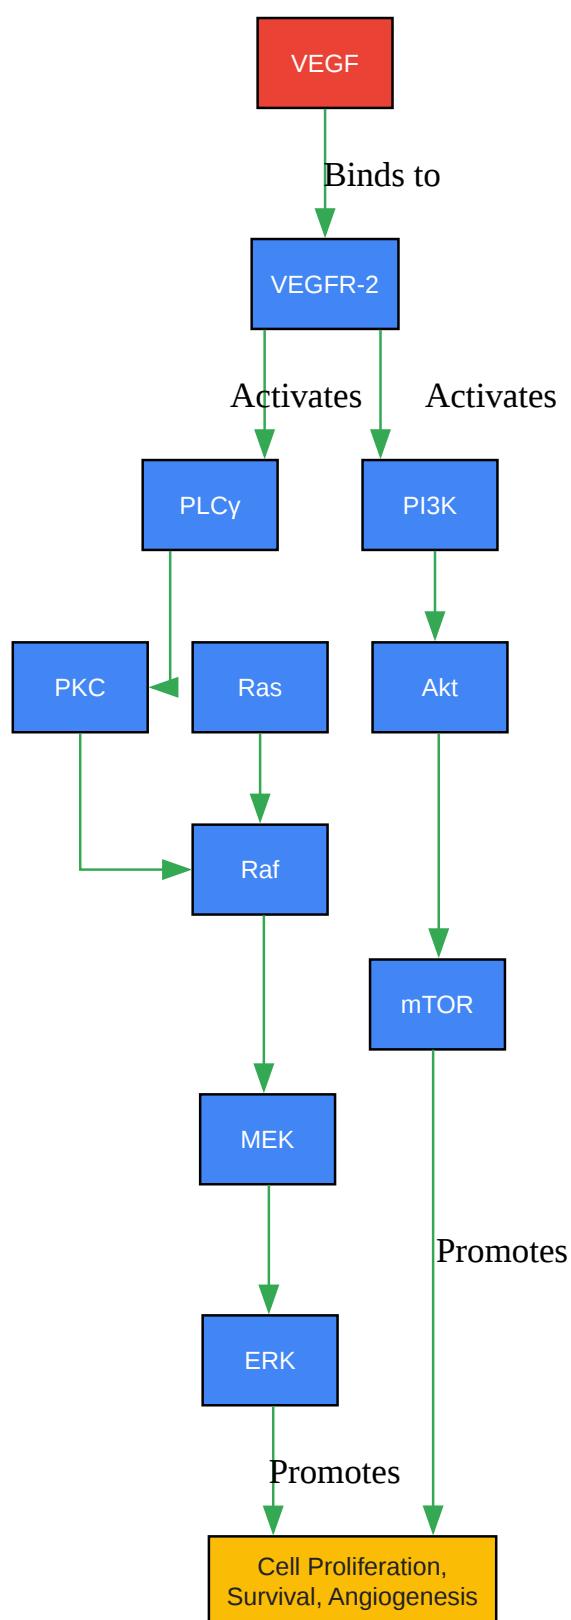 VEGF
Binds to
VEGFR-2
Activates
Activates
PLCγ
PI3K
PKC
Ras
Akt
Raf
mTOR
MEK
Promotes
ERK
Promotes
Cell Proliferation,
Survival, Angiogenesis